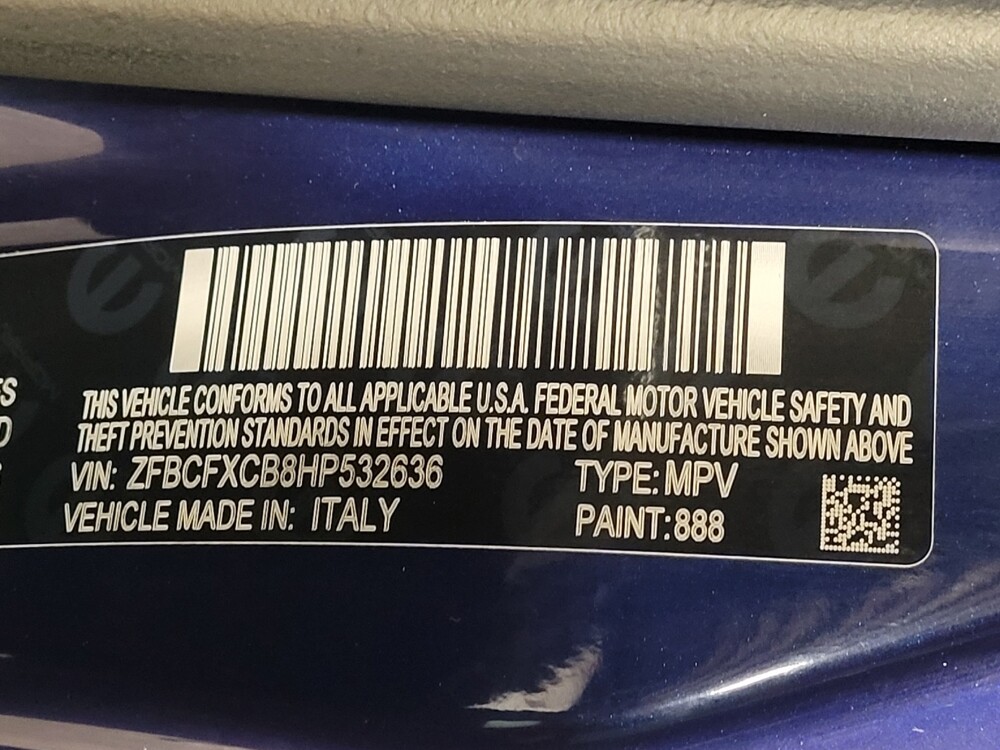 THIS VEHICLE CONFORMS TO ALL APPLICABLE U.S.A. FEDERAL MOTOR VEHICLE SAFETY AND
THEFT PREVENTION STANDARDS IN EFFECT ON THE DATE OF MANUFACTURE SHOWN ABOVE
VIN: ZFBCFXCB8HP532636 TYPE: MPV
VEHICLE MADE IN: ITALY PAINT: 888